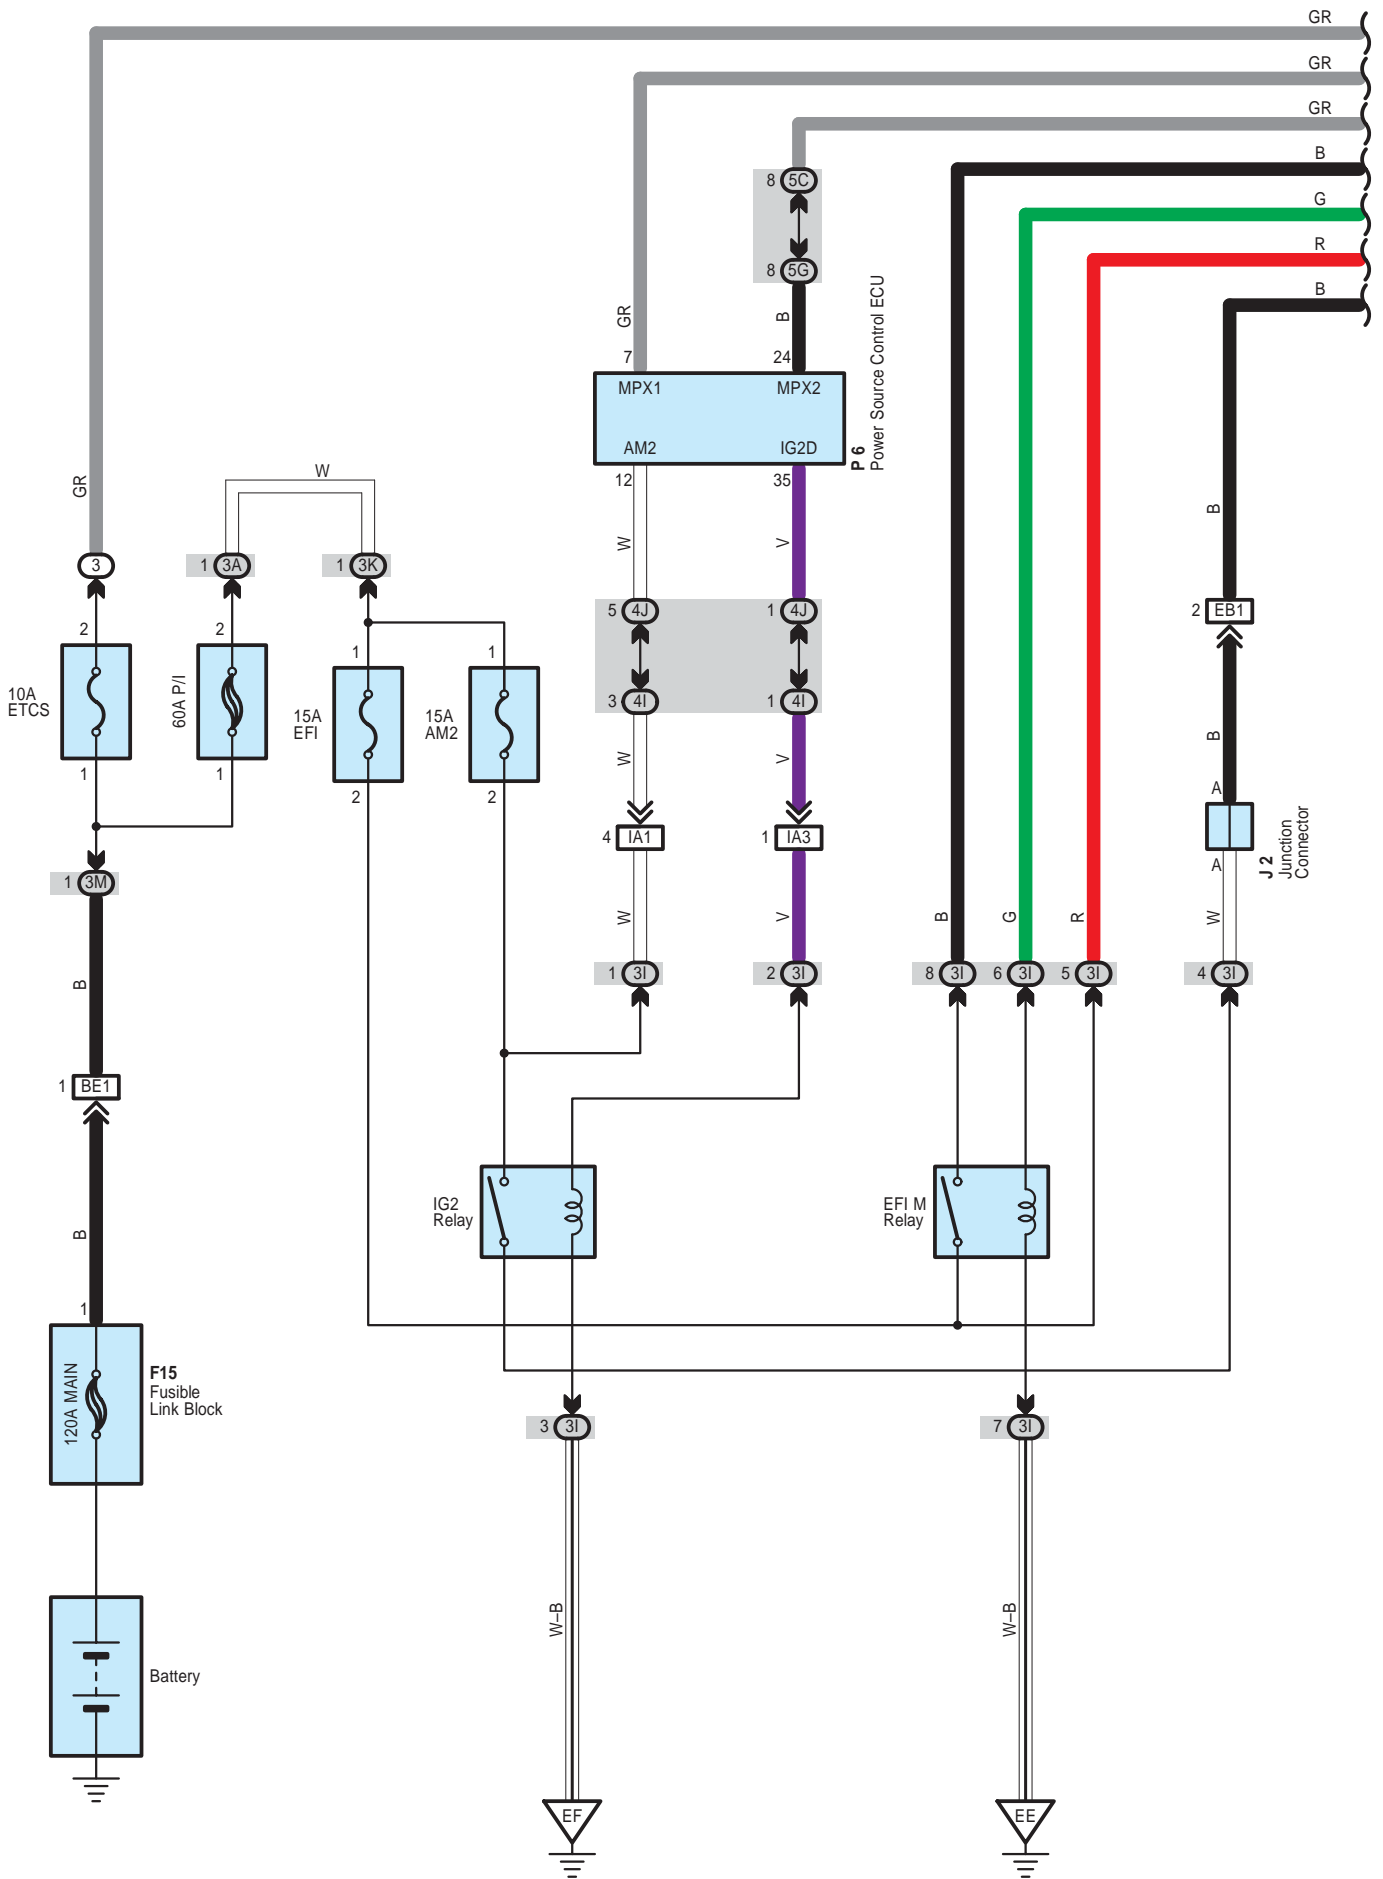 GR
GR
GR
B
G
R
B
8 5C
8 5G
GR
B
7
24
MPX1
MPX2
AM2
IG2D
P 6
Power Source Control ECU
12
35
GR
W
W
V
B
3
1 3A
1 3K
5 4J
1 4J
2 EB1
2
2
1
1
10A
ETCS
60A P/I
15A
EFI
15A
AM2
3 4I
1 4I
1
1
2
2
W
V
B
4 IA1
1 IA3
A
A
J 2
Junction
Connector
1 3M
W
V
B
G
R
W
1 3I
2 3I
8 3I
6 3I
5 3I
4 3I
B
1 BE1
IG2
Relay
EFI M
Relay
B
1
120A MAIN
F15
Fusible
Link Block
3 3I
7 3I
W–B
W–B
Battery
EF
EE